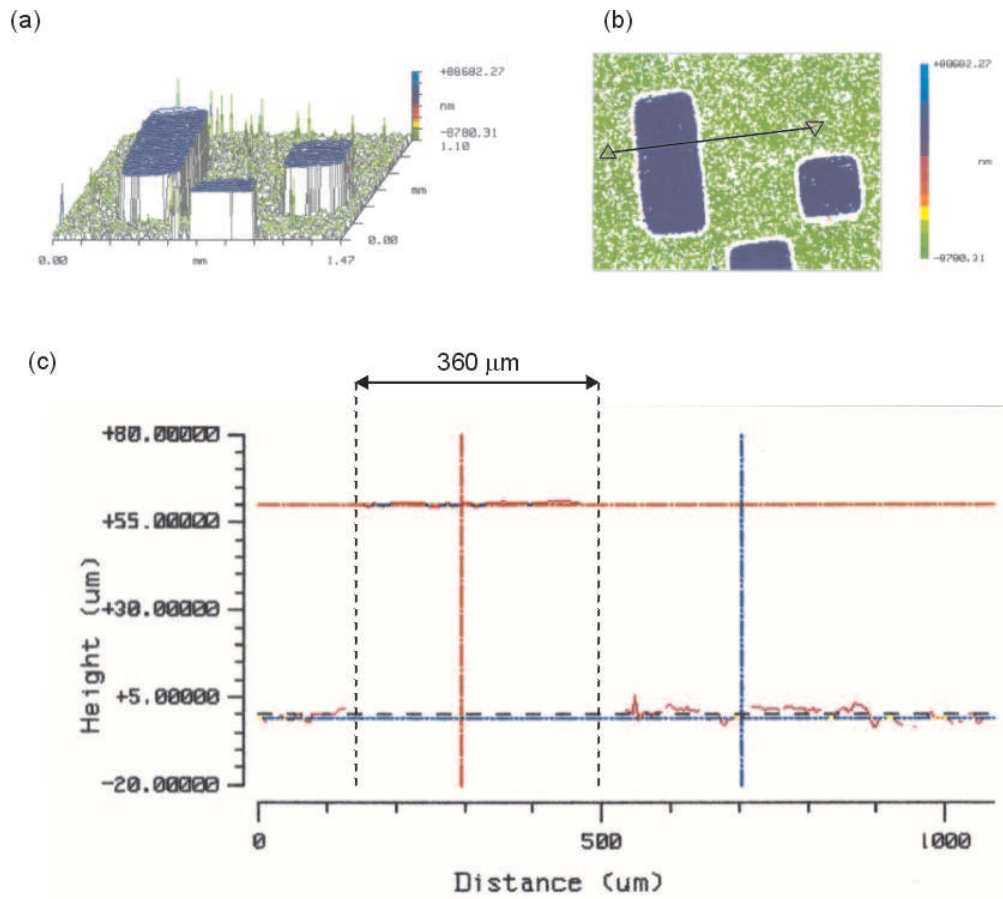 (a)
+88682.27
nm
-8780.31
1.10
mm
0.00
0.00
mm
1.47
(b)
+88682.27
nm
-8780.31
(c)
360 μm
+80.00000
+55.00000
+30.00000
+5.00000
-20.00000
Height (um)
0
500
1000
Distance (um)